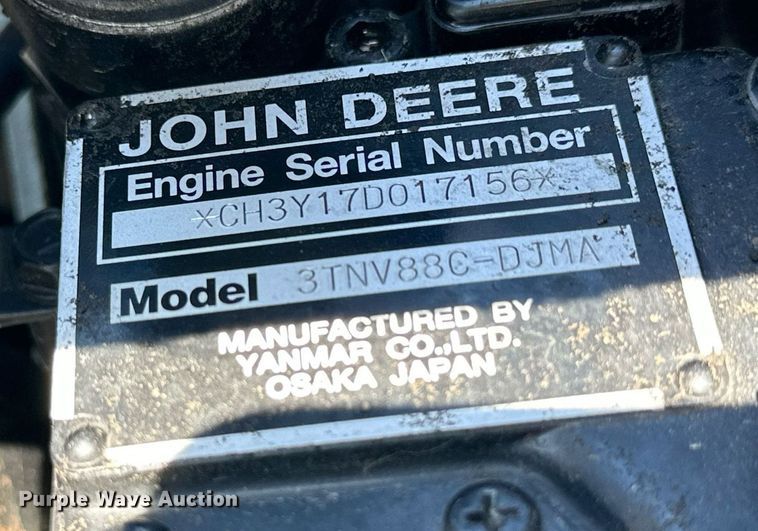 JOHN DEERE
Engine Serial Number
*CH3Y17D017156*
Model 3TNV88C-DJMA
MANUFACTURED BY
YANMAR CO.,LTD.
OSAKA JAPAN
Purple Wave Auction